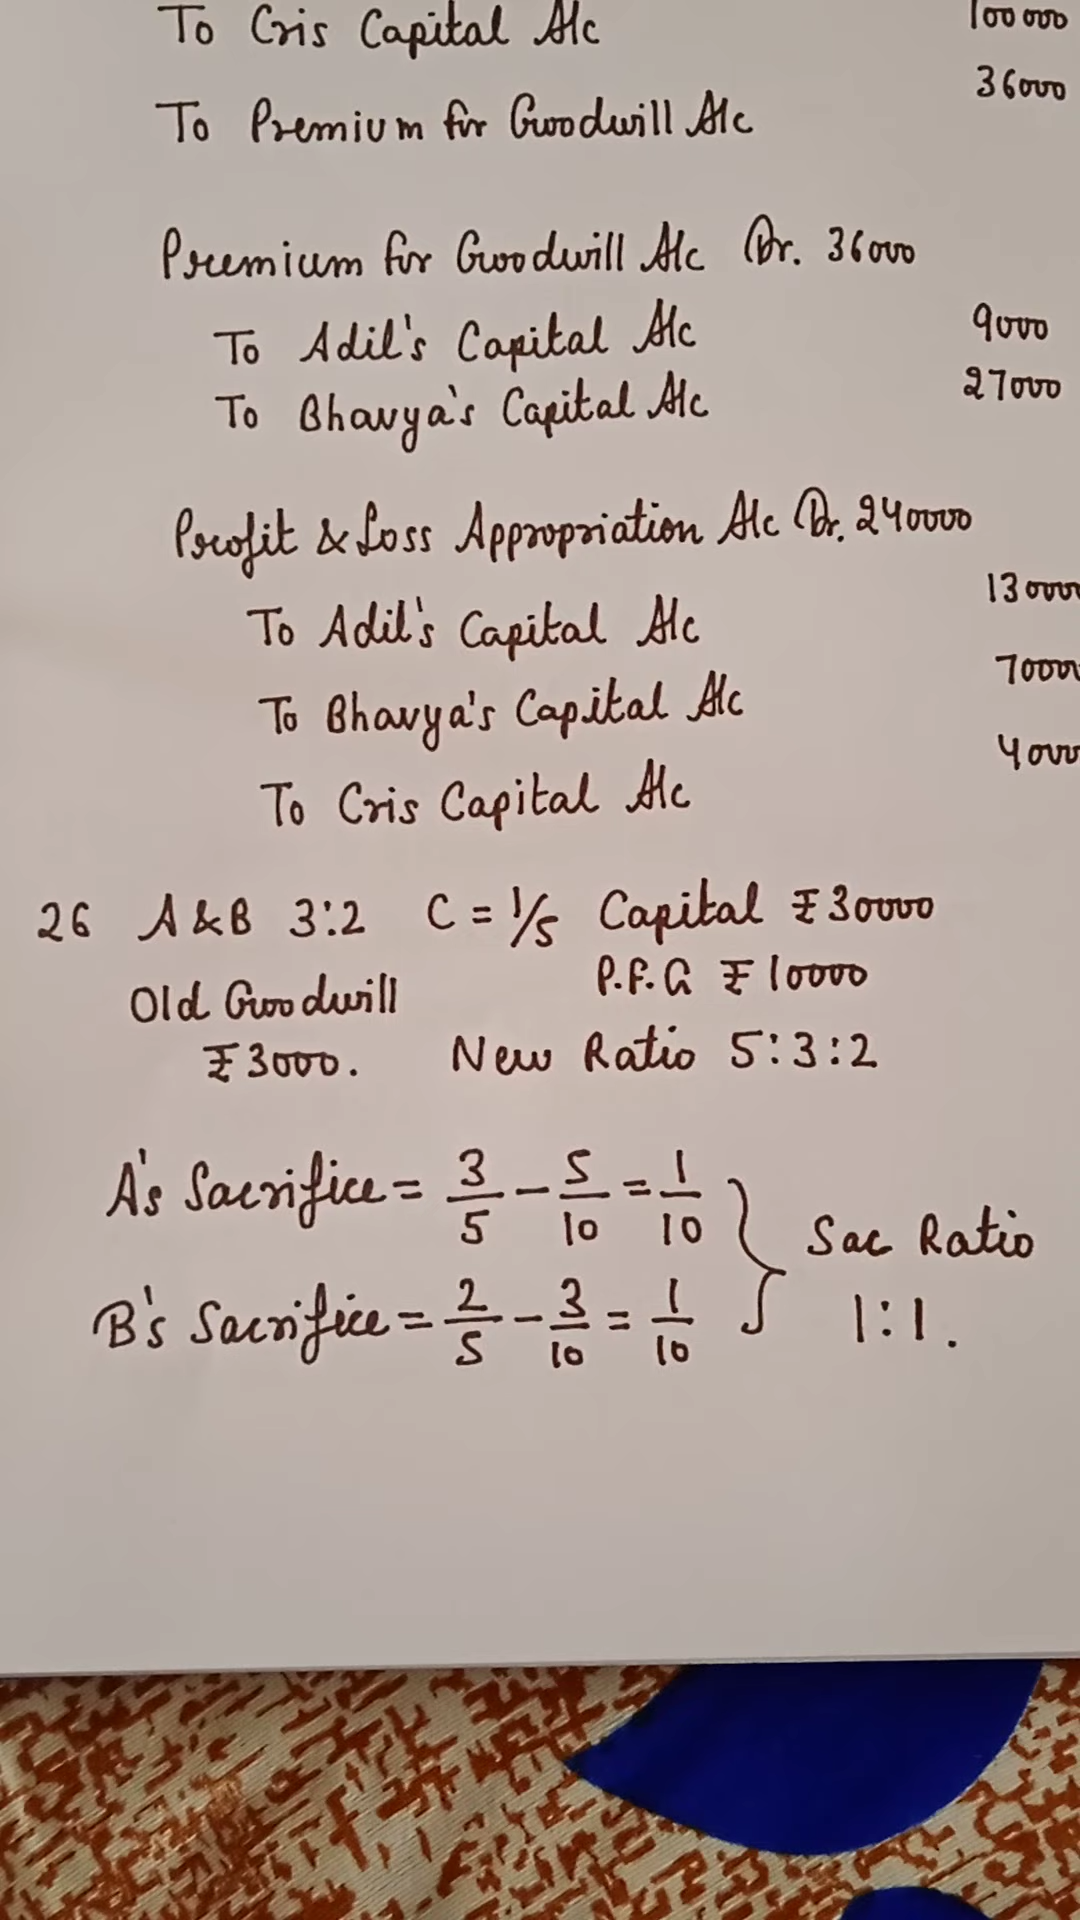 To Cris Capital A/c 100000
To Premium for Goodwill A/c 36000
Premium for Goodwill A/c Dr. 36000
To Adil's Capital A/c 9000
To Bhavya's Capital A/c 27000
Profit & Loss Appropriation A/c Dr. 240000
To Adil's Capital A/c 13000
To Bhavya's Capital A/c 7000
To Cris Capital A/c 4000
26 A & B 3:2 C = 1/5 Capital ₹30000
Old Goodwill P.F.G ₹10000
₹3000. New Ratio 5:3:2
A's Sacrifice = 3/5 - 5/10 = 1/10 Sac Ratio
B's Sacrifice = 2/5 - 3/10 = 1/10 1:1.